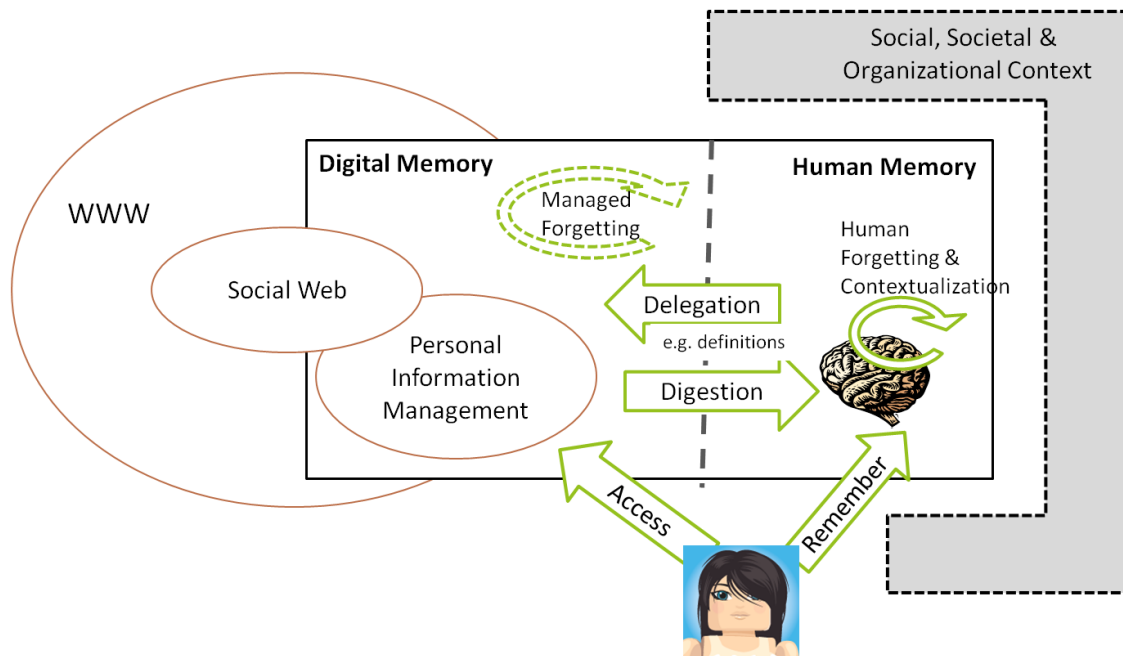 Social, Societal &
Organizational Context
Digital Memory
Human Memory
WWW
Managed
Forgetting
Human
Forgetting &
Contextualization
Social Web
Delegation
e.g. definitions
Personal
Information
Management
Digestion
Access
Remember